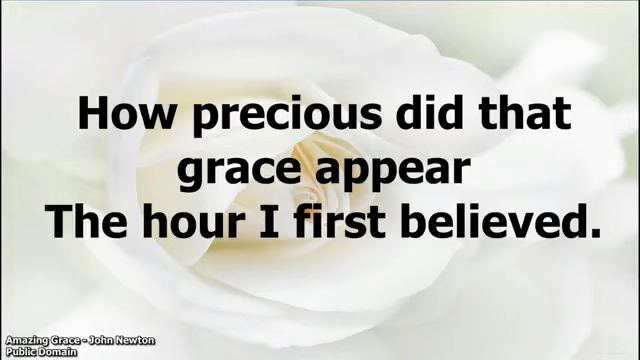 How precious did that
grace appear
The hour I first believed.
Amazing Grace - John Newton
Public Domain